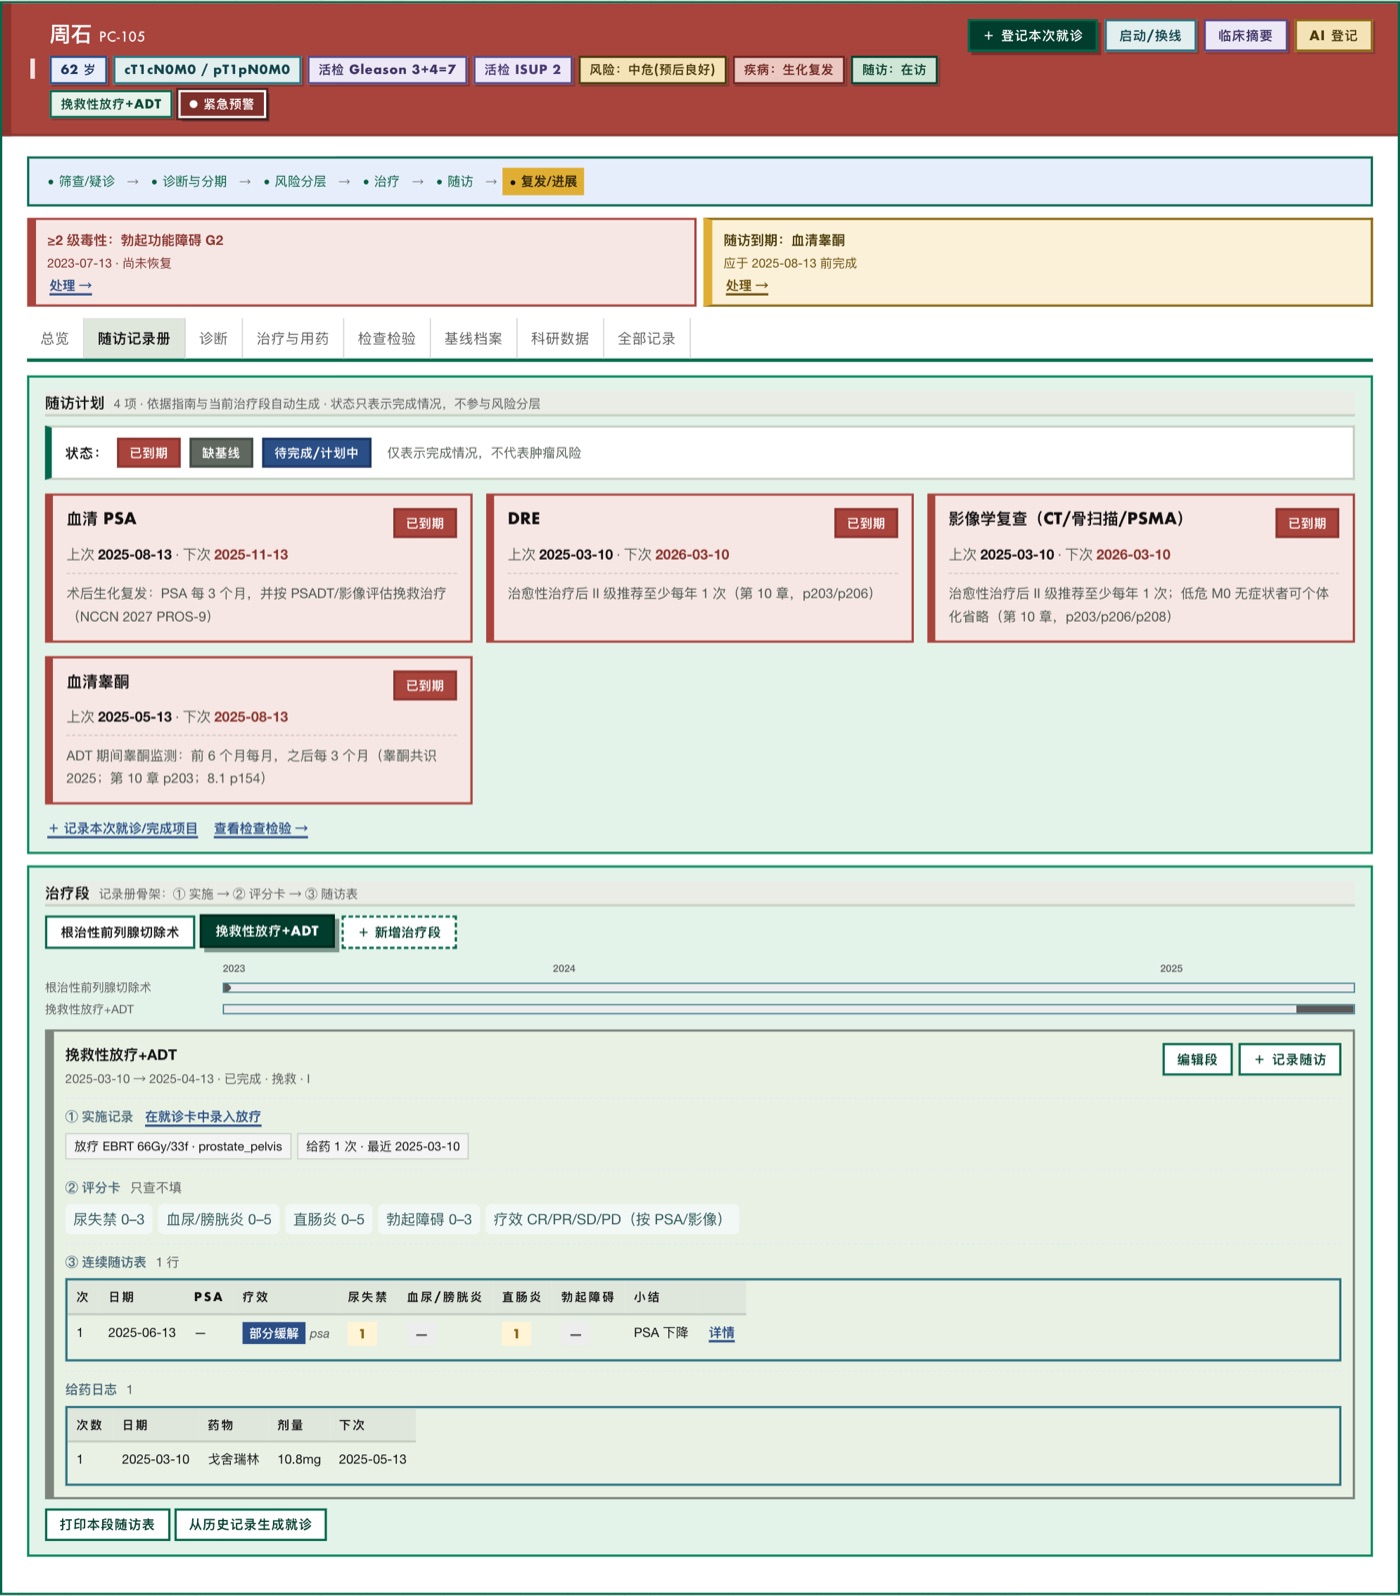 周石 PC-105
＋ 登记本次就诊 启动/换线 临床摘要 AI 登记
62 岁 cT1cN0M0 / pT1pN0M0 活检 Gleason 3+4=7 活检 ISUP 2 风险：中危(预后良好) 疾病：生化复发 随访：在访
挽救性放疗+ADT ● 紧急预警
• 筛查/疑诊 → • 诊断与分期 → • 风险分层 → • 治疗 → • 随访 → • 复发/进展
≥2 级毒性：勃起功能障碍 G2
2023-07-13 · 尚未恢复
处理 →
随访到期：血清睾酮
应于 2025-08-13 前完成
处理 →
总览 随访记录册 诊断 治疗与用药 检查检验 基线档案 科研数据 全部记录
随访计划 4 项 · 依据指南与当前治疗段自动生成 · 状态只表示完成情况，不参与风险分层
状态： 已到期 缺基线 待完成/计划中 仅表示完成情况，不代表肿瘤风险
血清 PSA 已到期
上次 2025-08-13 · 下次 2025-11-13
术后生化复发：PSA 每 3 个月，并按 PSADT/影像评估挽救治疗
（NCCN 2027 PROS-9）
DRE 已到期
上次 2025-03-10 · 下次 2026-03-10
治愈性治疗后 II 级推荐至少每年 1 次（第 10 章，p203/p206）
影像学复查（CT/骨扫描/PSMA） 已到期
上次 2025-03-10 · 下次 2026-03-10
治愈性治疗后 II 级推荐至少每年 1 次；低危 M0 无症状者可个体
化省略（第 10 章，p203/p206/p208）
血清睾酮 已到期
上次 2025-05-13 · 下次 2025-08-13
ADT 期间睾酮监测：前 6 个月每月，之后每 3 个月（睾酮共识
2025；第 10 章 p203；8.1 p154）
＋ 记录本次就诊/完成项目 查看检查检验 →
治疗段 记录册骨架：① 实施 → ② 评分卡 → ③ 随访表
根治性前列腺切除术 挽救性放疗+ADT ＋ 新增治疗段
2023 2024 2025
根治性前列腺切除术
挽救性放疗+ADT
挽救性放疗+ADT 编辑段 ＋ 记录随访
2025-03-10 → 2025-04-13 · 已完成 · 挽救 · I
① 实施记录 在就诊卡中录入放疗
放疗 EBRT 66Gy/33f · prostate_pelvis 给药 1 次 · 最近 2025-03-10
② 评分卡 只查不填
尿失禁 0–3 血尿/膀胱炎 0–5 直肠炎 0–5 勃起障碍 0–3 疗效 CR/PR/SD/PD（按 PSA/影像）
③ 连续随访表 1 行
次 日期 PSA 疗效 尿失禁 血尿/膀胱炎 直肠炎 勃起障碍 小结
1 2025-06-13 — 部分缓解 psa 1 — 1 — PSA 下降 详情
给药日志 1
次数 日期 药物 剂量 下次
1 2025-03-10 戈舍瑞林 10.8mg 2025-05-13
打印本段随访表 从历史记录生成就诊